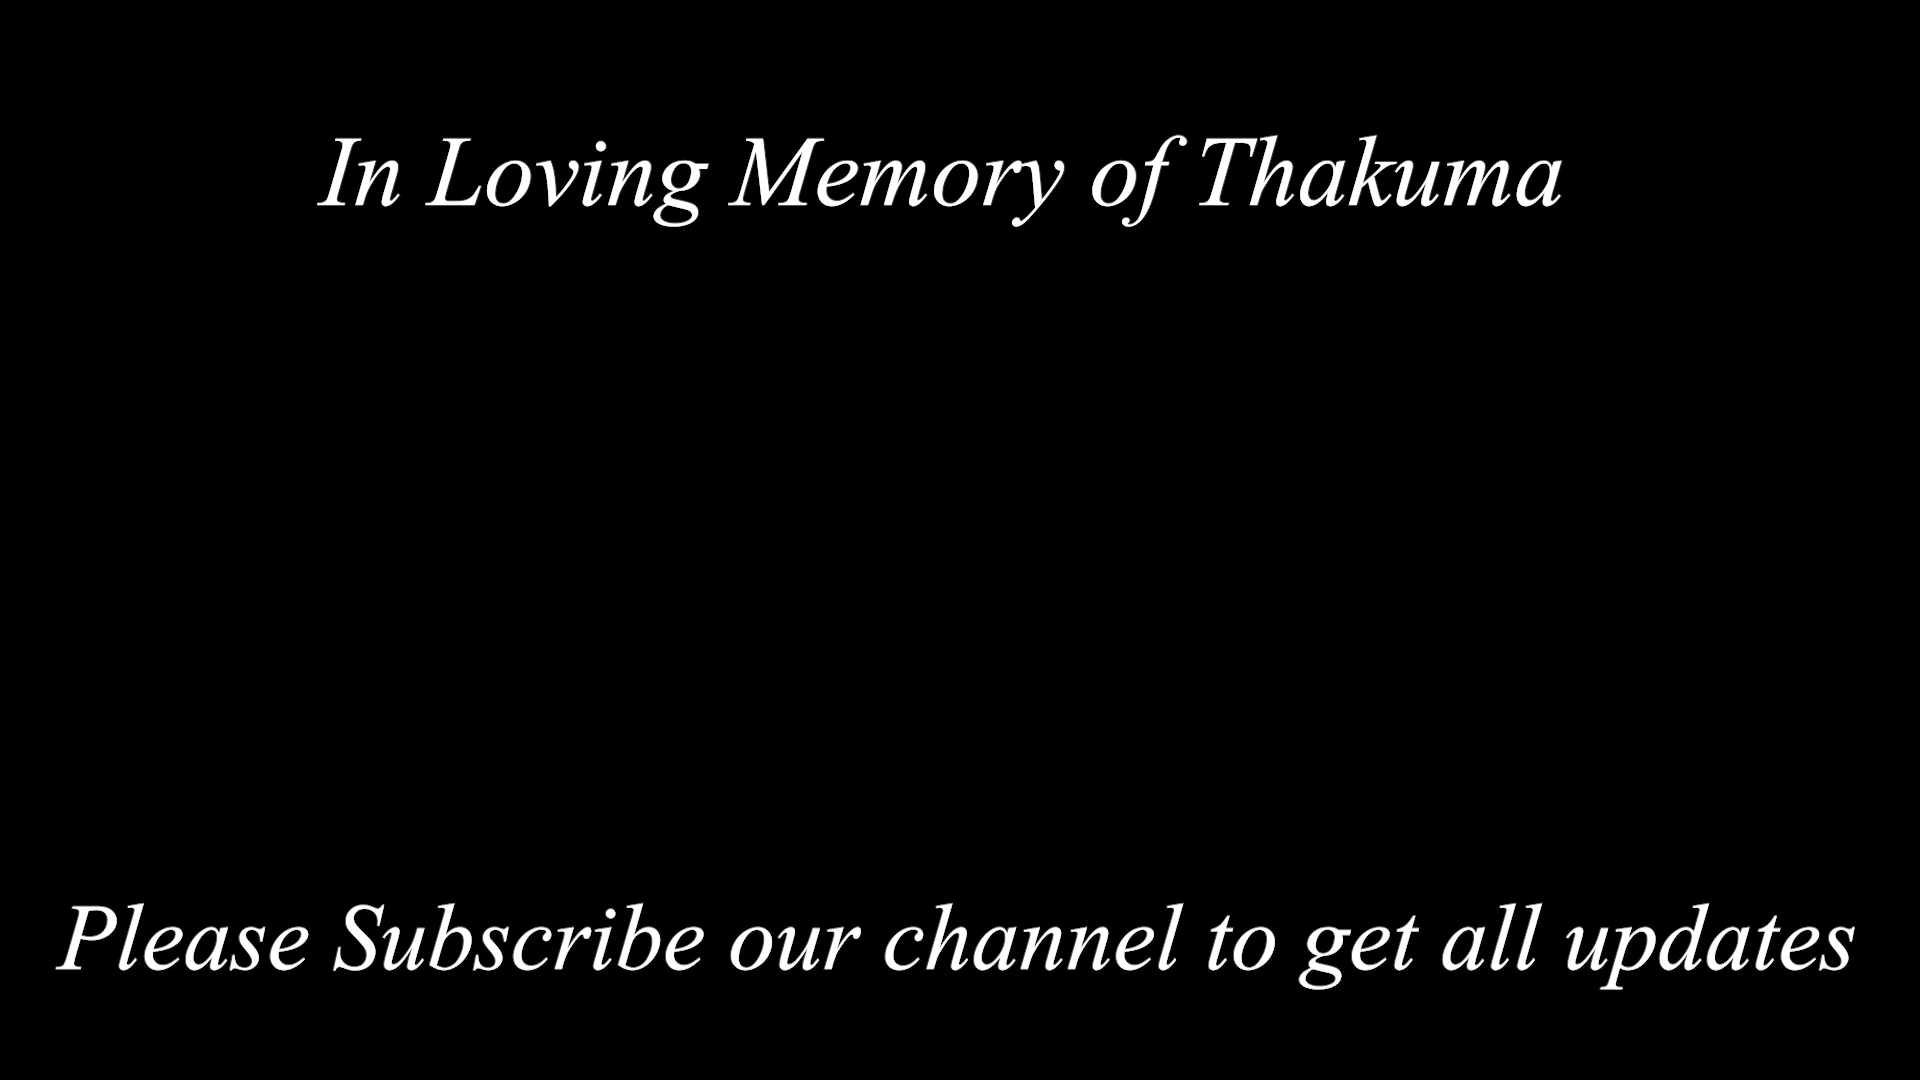 In Loving Memory of Thakuma
Please Subscribe our channel to get all updates